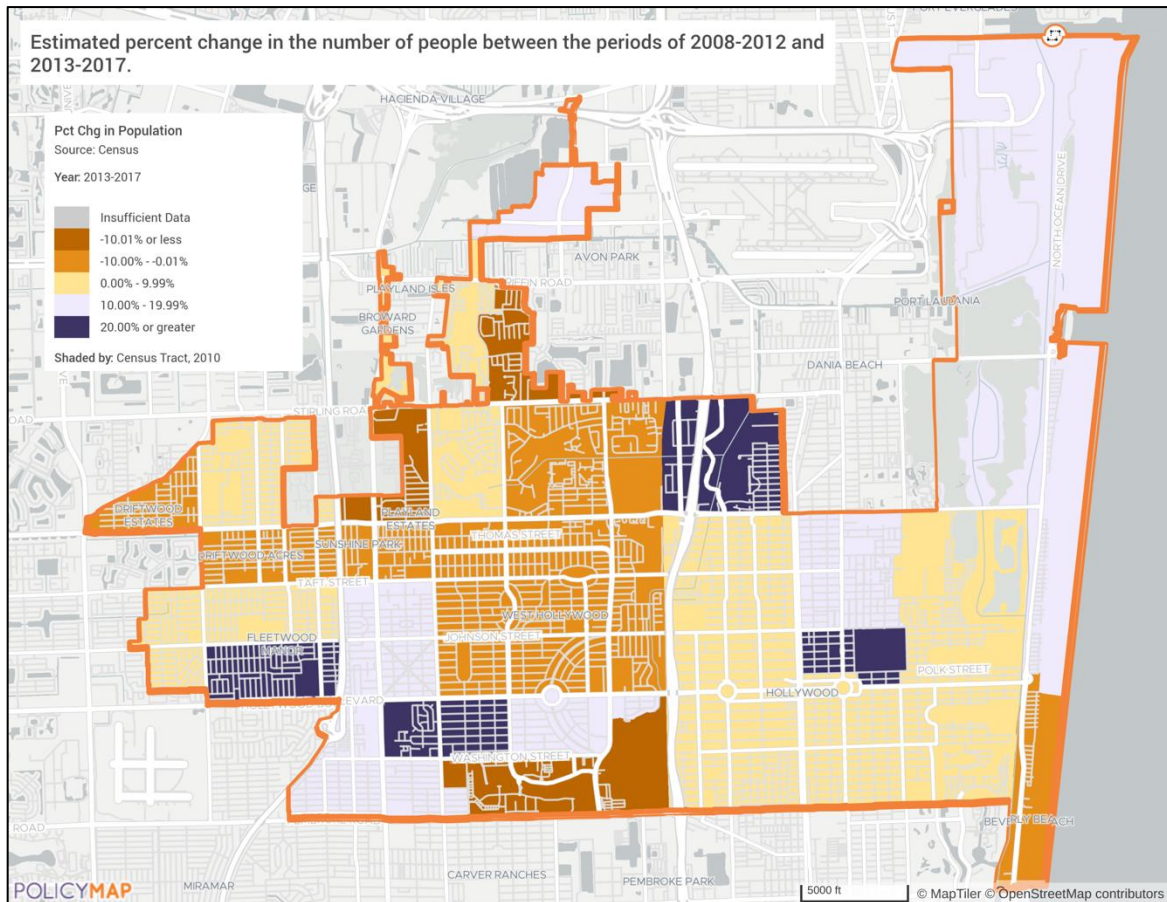 Estimated percent change in the number of people between the periods of 2008-2012 and
2013-2017.
Pct Chg in Population
Source: Census
Year: 2013-2017
Insufficient Data
-10.01% or less
-10.00% - -0.01%
0.00% - 9.99%
10.00% - 19.99%
20.00% or greater
Shaded by: Census Tract, 2010
HACIENDA VILLAGE
NORTH OCEAN DRIVE
AVON PARK
PLAYLAND ISLES
BROWARD
GARDENS
DANIA BEACH
DRIFTWOOD
ESTATES
PLAYLAND
ESTATES
THOMAS STREET
SUNSHINE PARK
DRIFTWOOD ACRES
TAFT STREET
WEST HOLLYWOOD
JOHNSON STREET
FLEETWOOD
MANOR
POLK STREET
HOLLYWOOD
WASHINGTON STREET
BEVERLY BEACH
ROAD
MIRAMAR
CARVER RANCHES
PEMBROKE PARK
POLICYMAP
5000 ft
© MapTiler © OpenStreetMap contributors